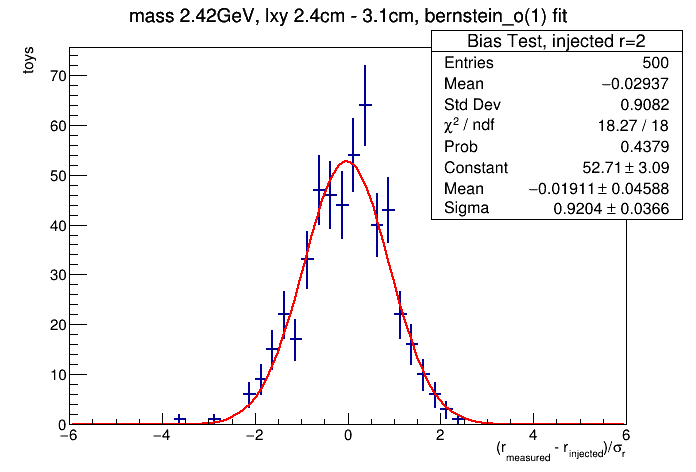 mass 2.42GeV, lxy 2.4cm - 3.1cm, bernstein_o(1) fit
Bias Test, injected r=2
Entries 500
Mean −0.02937
Std Dev 0.9082
χ² / ndf 18.27 / 18
Prob 0.4379
Constant 52.71 ± 3.09
Mean −0.01911 ± 0.04588
Sigma 0.9204 ± 0.0366
toys
70
60
50
40
30
20
10
0
−6 −4 −2 0 2 4 6
(r_measured - r_injected)/σ_r